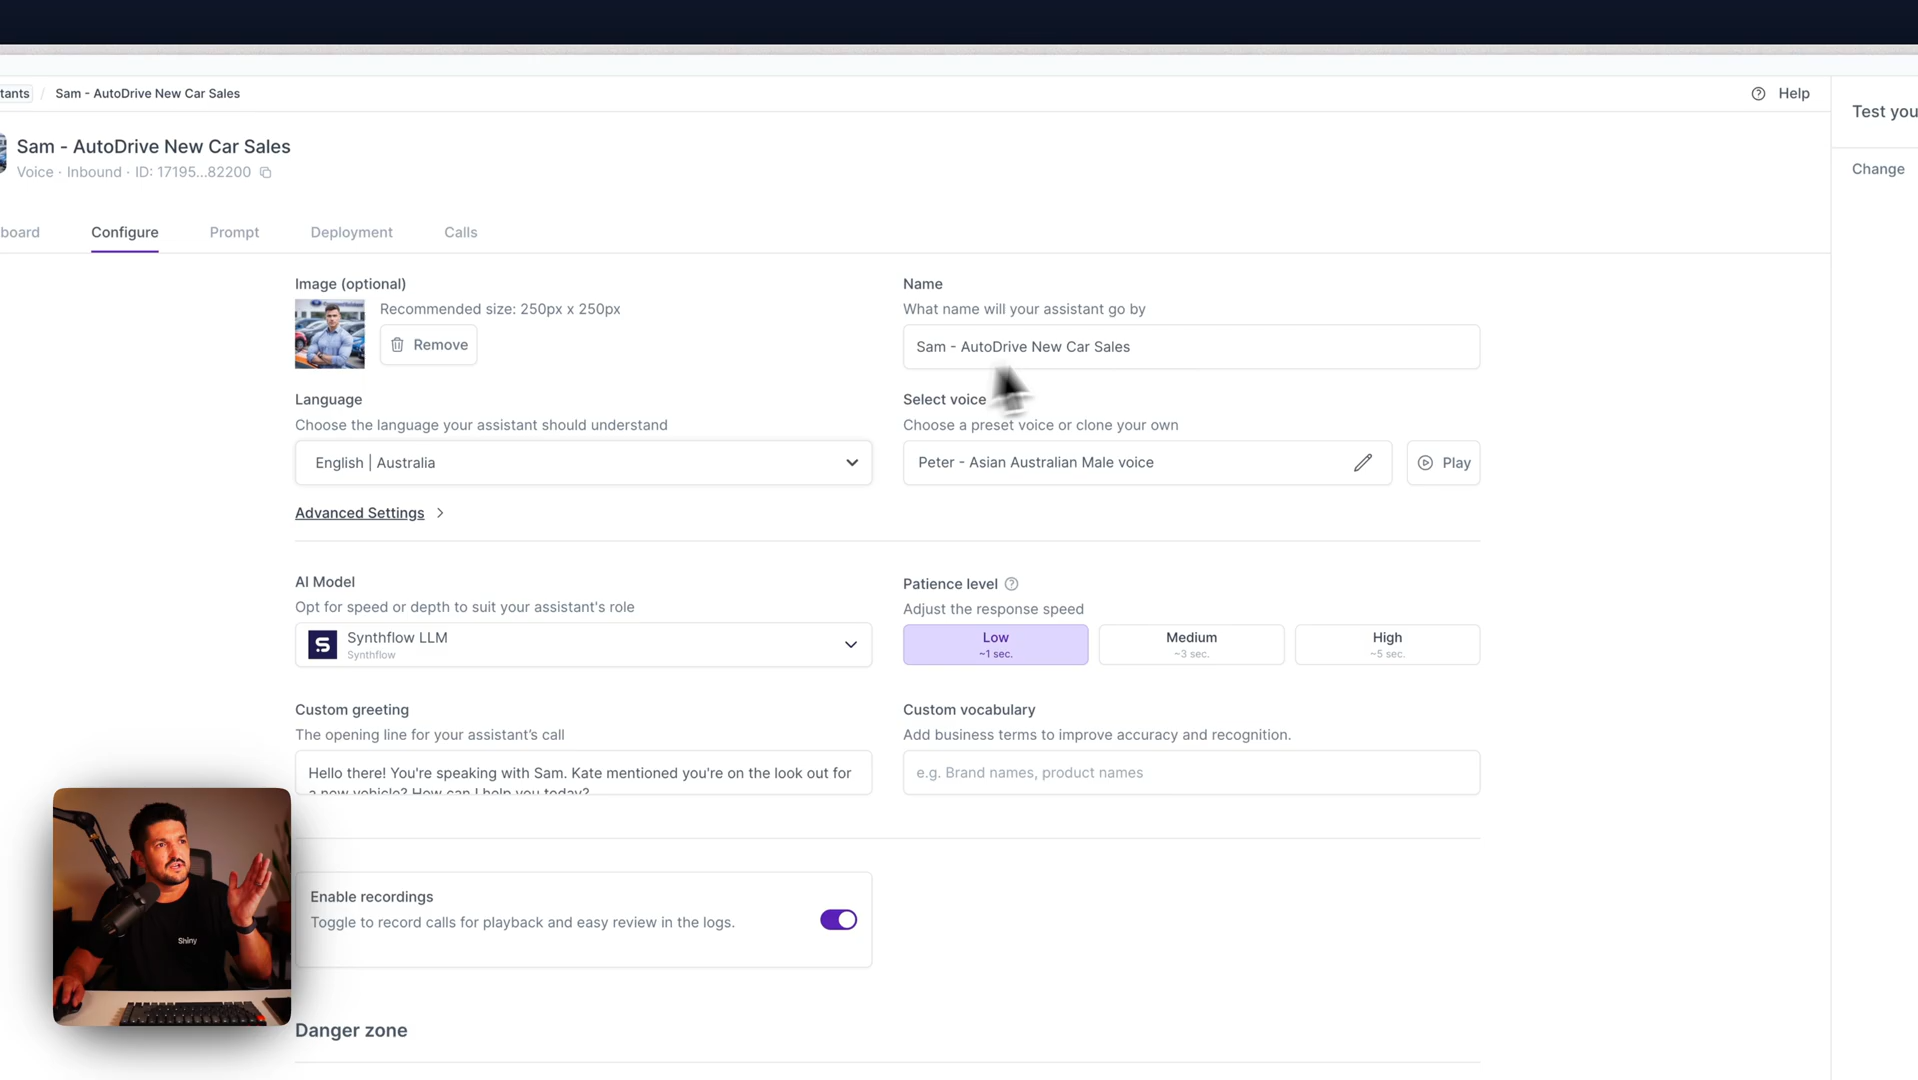 tants / Sam - AutoDrive New Car Sales
Help
Test you
Sam - AutoDrive New Car Sales
Voice · Inbound · ID: 17195...82200
Change
board
Configure
Prompt
Deployment
Calls
Image (optional)
Recommended size: 250px x 250px
Remove
Name
What name will your assistant go by
Sam - AutoDrive New Car Sales
Language
Choose the language your assistant should understand
English | Australia
Select voice
Choose a preset voice or clone your own
Peter - Asian Australian Male voice
Play
Advanced Settings
AI Model
Opt for speed or depth to suit your assistant's role
Synthflow LLM
Synthflow
Patience level
Adjust the response speed
Low
~1 sec.
Medium
~3 sec.
High
~5 sec.
Custom greeting
The opening line for your assistant’s call
Hello there! You're speaking with Sam. Kate mentioned you're on the look out for
a new vehicle? How can I help you today?
Custom vocabulary
Add business terms to improve accuracy and recognition.
e.g. Brand names, product names
Enable recordings
Toggle to record calls for playback and easy review in the logs.
Shiny
Danger zone